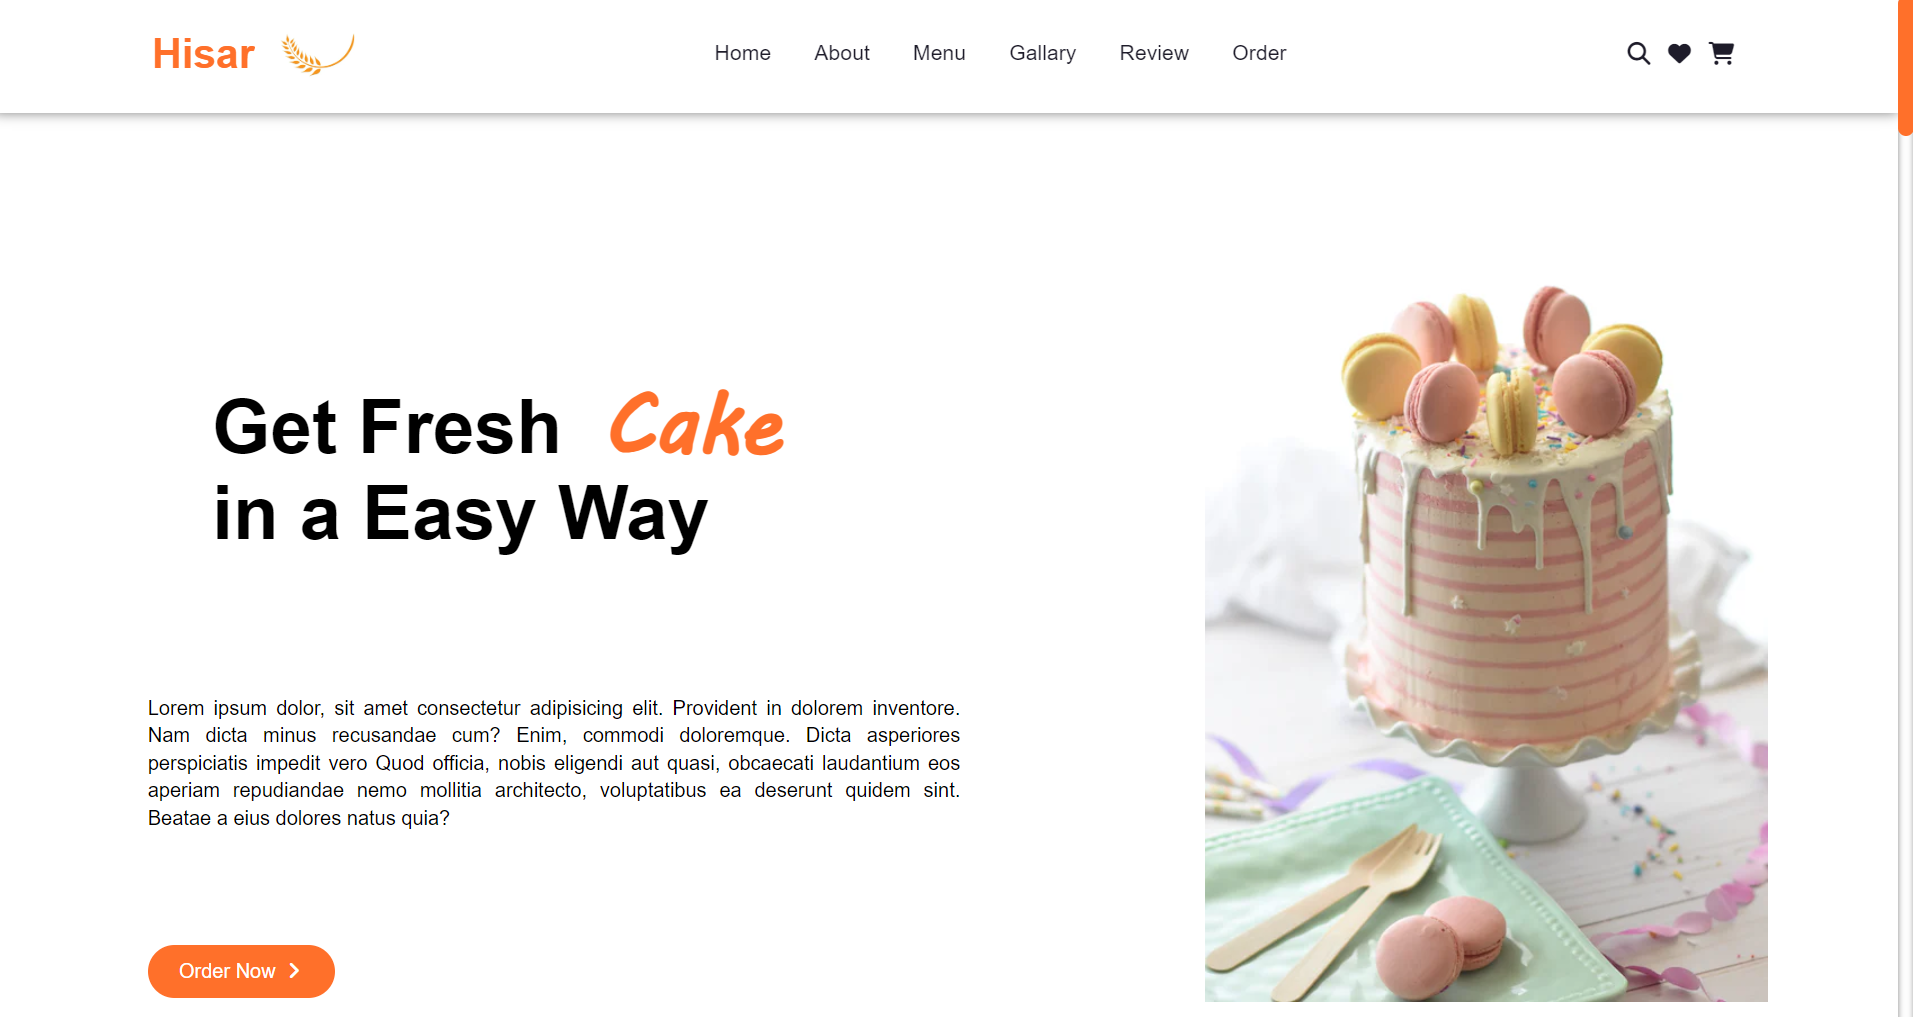 Hisar
Home About Menu Gallary Review Order
Get Fresh Cake
in a Easy Way
Lorem ipsum dolor, sit amet consectetur adipisicing elit. Provident in dolorem inventore.
Nam dicta minus recusandae cum? Enim, commodi doloremque. Dicta asperiores
perspiciatis impedit vero Quod officia, nobis eligendi aut quasi, obcaecati laudantium eos
aperiam repudiandae nemo mollitia architecto, voluptatibus ea deserunt quidem sint.
Beatae a eius dolores natus quia?
Order Now